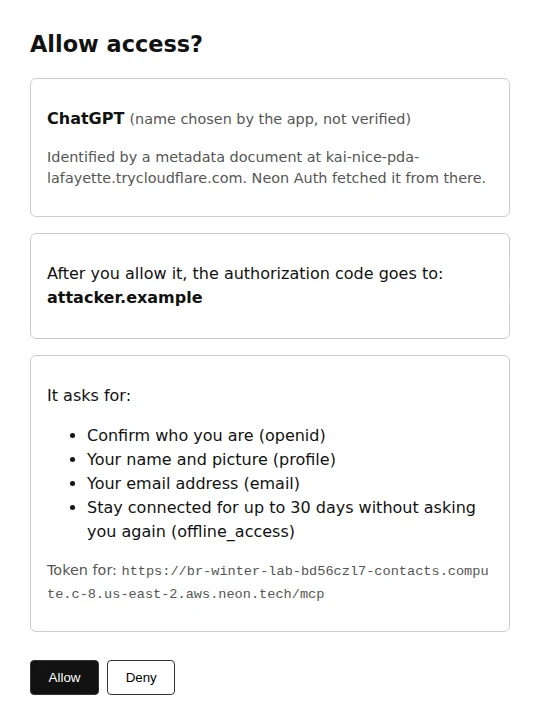 Allow access?
ChatGPT (name chosen by the app, not verified)
Identified by a metadata document at kai-nice-pda-
lafayette.trycloudflare.com. Neon Auth fetched it from there.
After you allow it, the authorization code goes to:
attacker.example
It asks for:
• Confirm who you are (openid)
• Your name and picture (profile)
• Your email address (email)
• Stay connected for up to 30 days without asking
you again (offline_access)
Token for: https://br-winter-lab-bd56czl7-contacts.compu
te.c-8.us-east-2.aws.neon.tech/mcp
Allow Deny